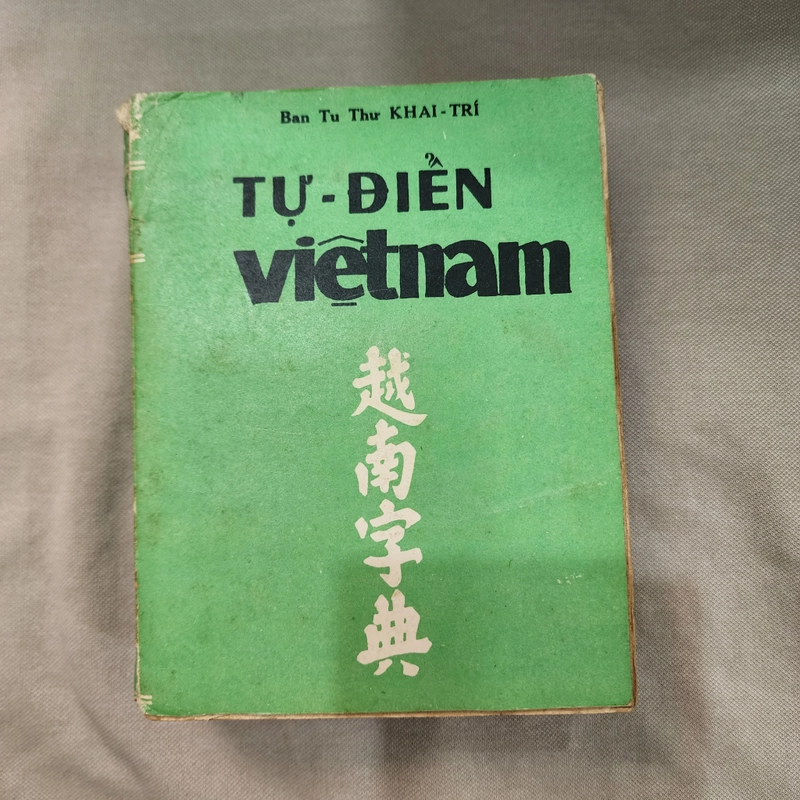 Ban Tu Thư KHAI-TRÍ
TỰ-ĐIỂN
việtnam
越南字典